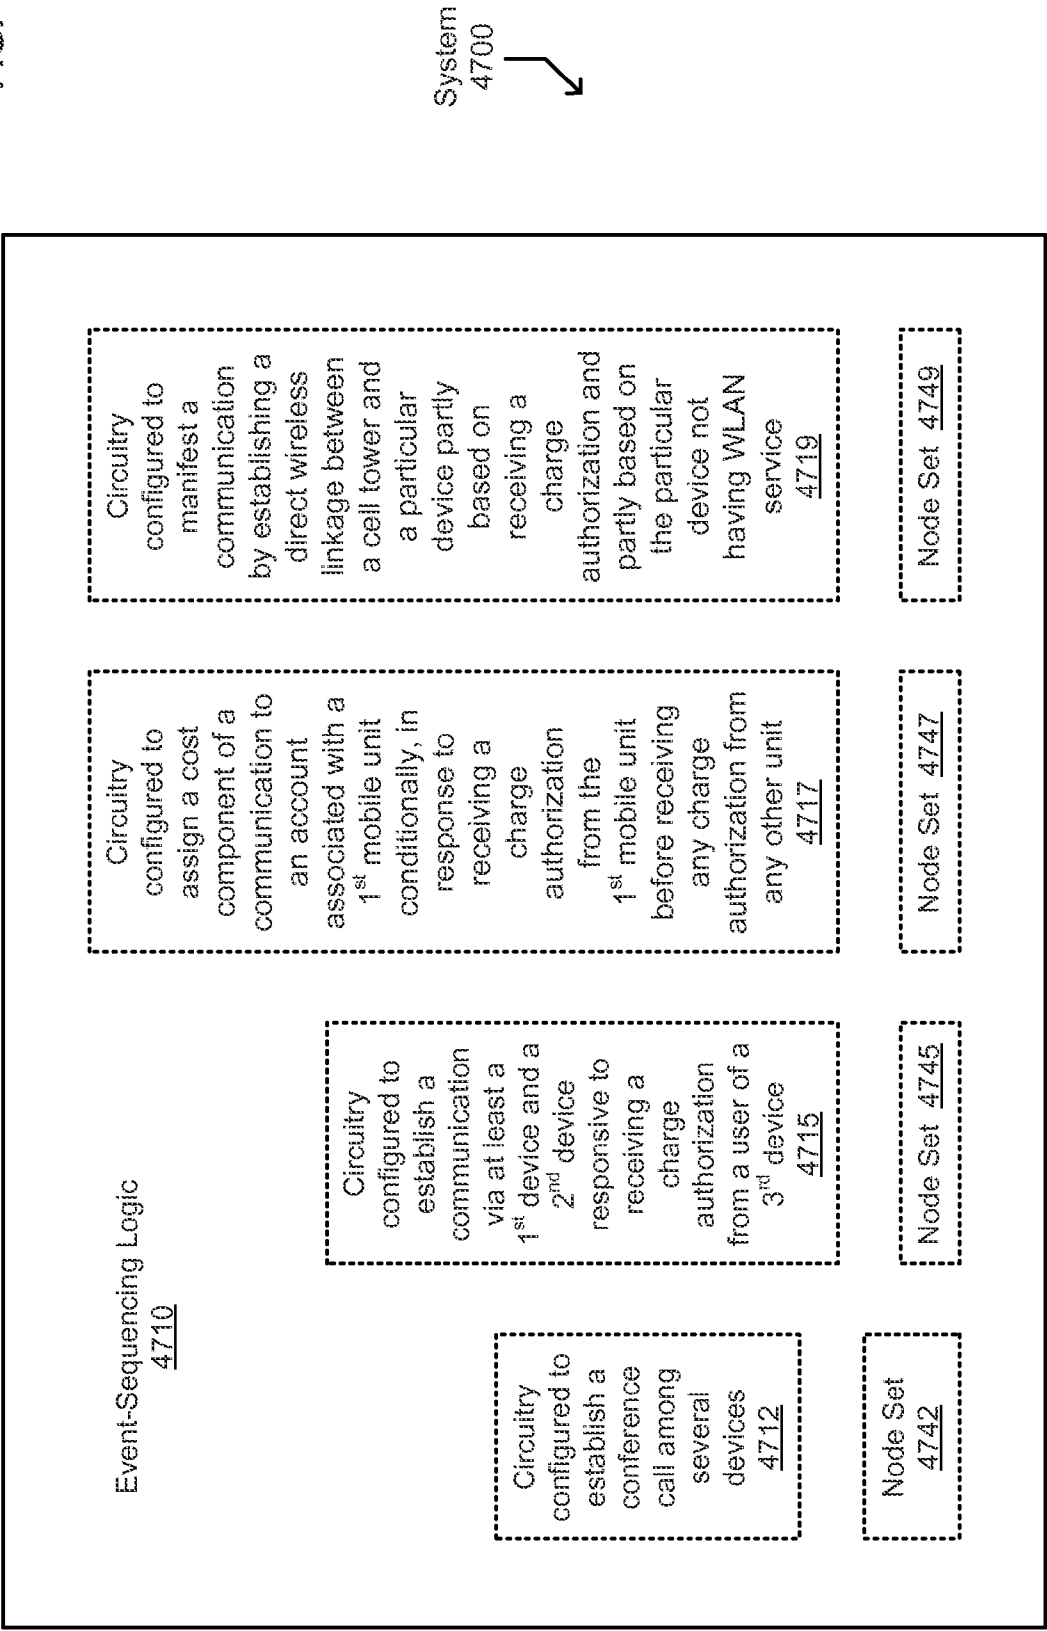 System
4700
Event-Sequencing Logic
4710
Circuitry
configured to
establish a
conference
call among
several
devices
4712
Circuitry
configured to
establish a
communication
via at least a
1st device and a
2nd device
responsive to
receiving a
charge
authorization
from a user of a
3rd device
4715
Circuitry
configured to
assign a cost
component of a
communication to
an account
associated with a
1st mobile unit
conditionally, in
response to
receiving a
charge
authorization
from the
1st mobile unit
before receiving
any charge
authorization from
any other unit
4717
Circuitry
configured to
manifest a
communication
by establishing a
direct wireless
linkage between
a cell tower and
a particular
device partly
based on
receiving a
charge
authorization and
partly based on
the particular
device not
having WLAN
service
4719
Node Set
4742
Node Set 4745
Node Set 4747
Node Set 4749